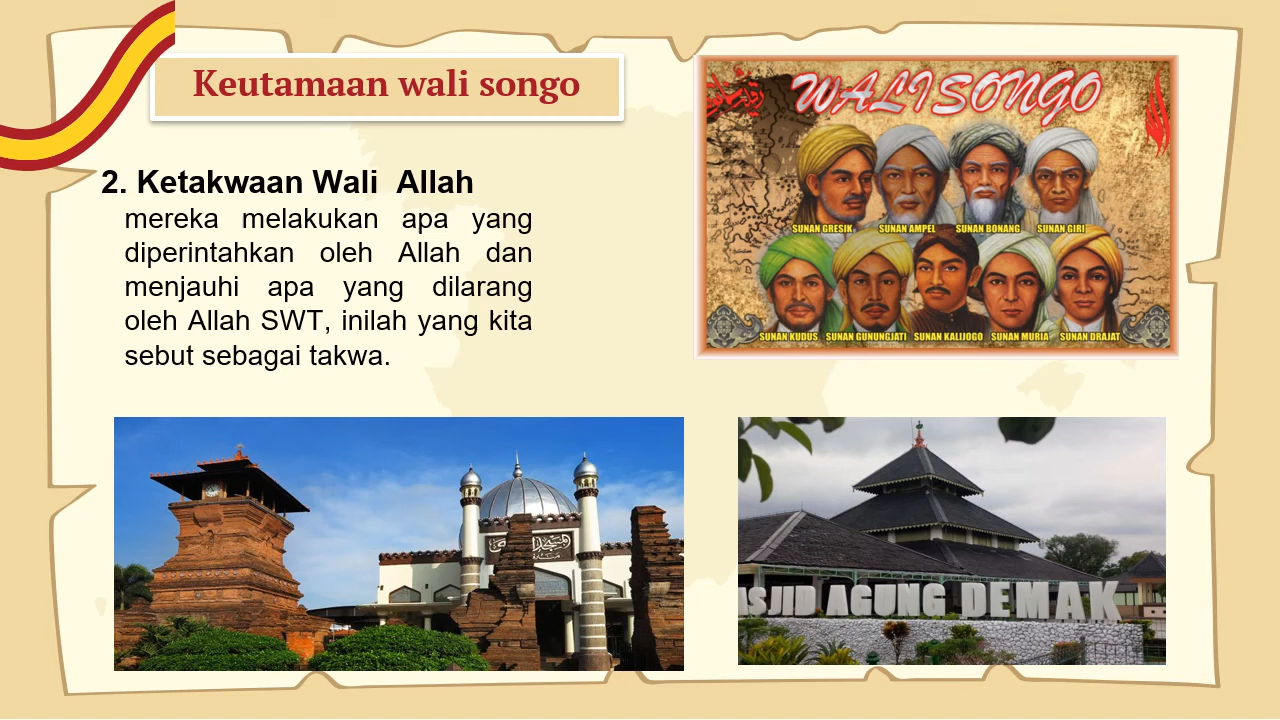 Keutamaan wali songo
2. Ketakwaan Wali  Allah
mereka melakukan apa yang
diperintahkan oleh Allah dan
menjauhi apa yang dilarang
oleh Allah SWT, inilah yang kita
sebut sebagai takwa.
WALI SONGO
SUNAN GRESIK SUNAN AMPEL SUNAN BONANG SUNAN GIRI
SUNAN KUDUS SUNAN GUNUNGJATI SUNAN KALIJOGO SUNAN MURIA SUNAN DRAJAT
ASJID AGUNG DEMAK